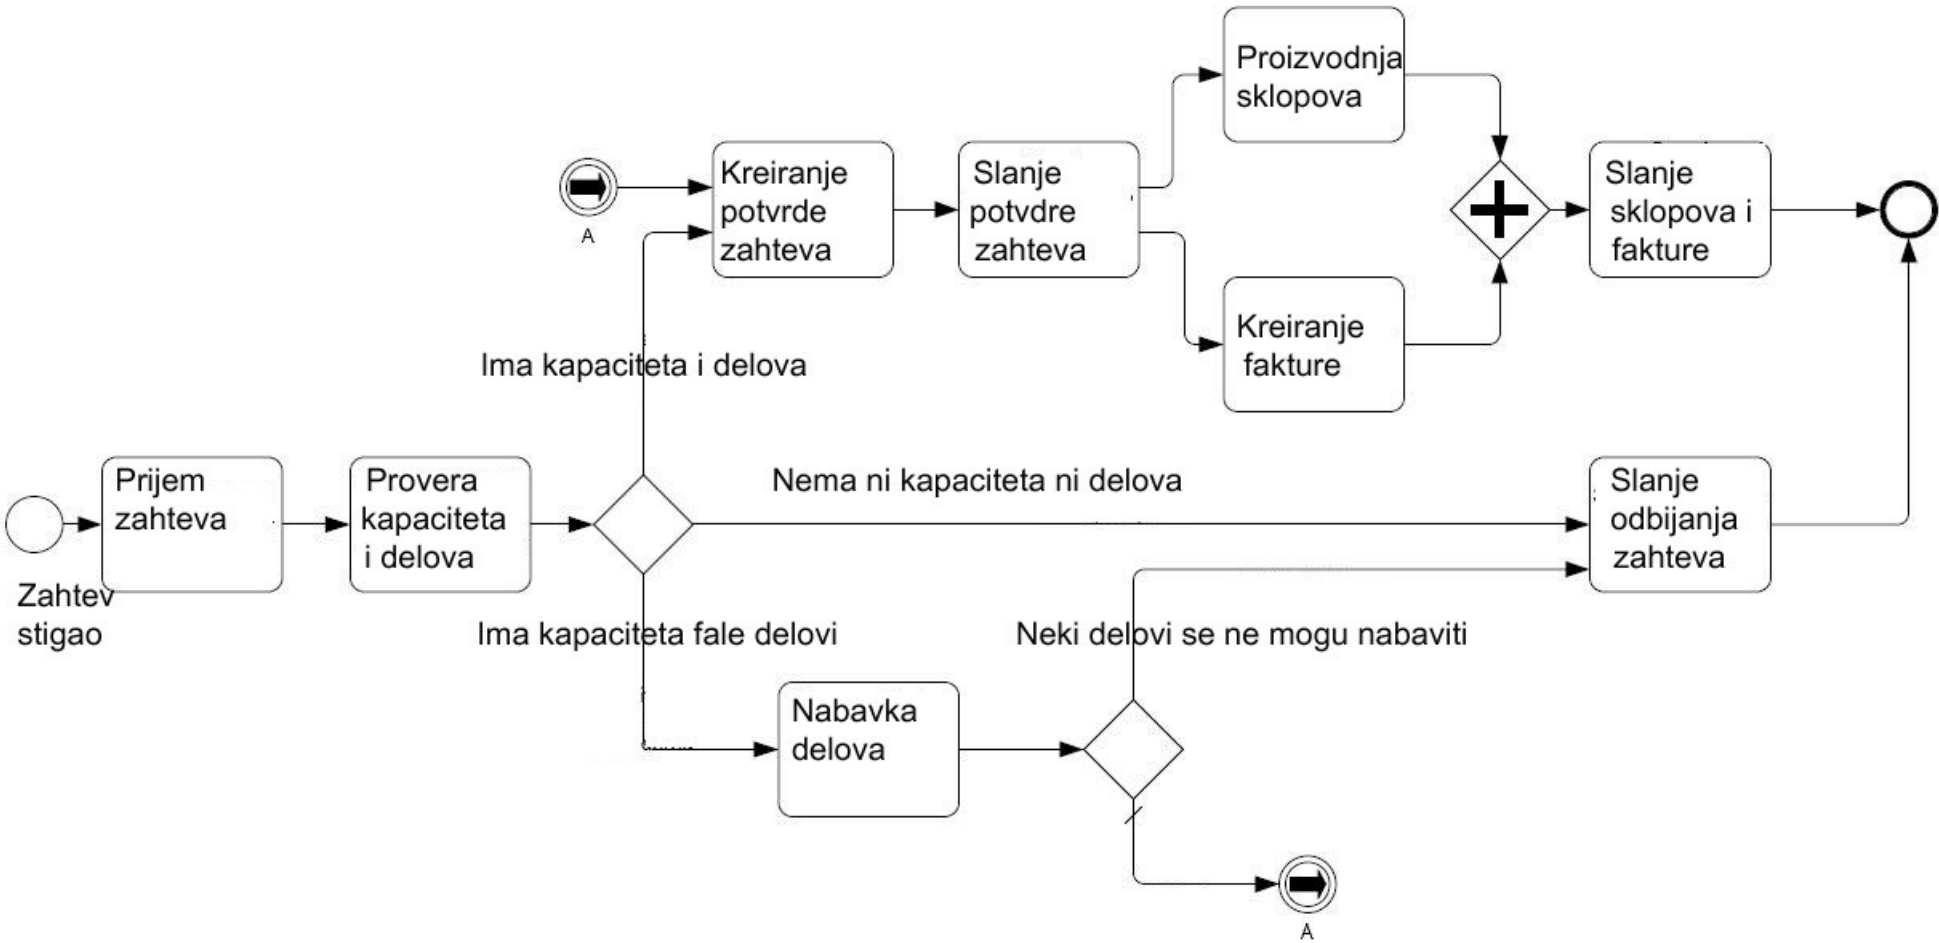 Proizvodnja
sklopova
Kreiranje
potvrde
zahteva
Slanje
potvdre
zahteva
Slanje
sklopova i
fakture
A
Kreiranje
fakture
Ima kapaciteta i delova
Prijem
zahteva
Provera
kapaciteta
i delova
Nema ni kapaciteta ni delova
Slanje
odbijanja
zahteva
Zahtev
stigao
Ima kapaciteta fale delovi
Neki delovi se ne mogu nabaviti
Nabavka
delova
A